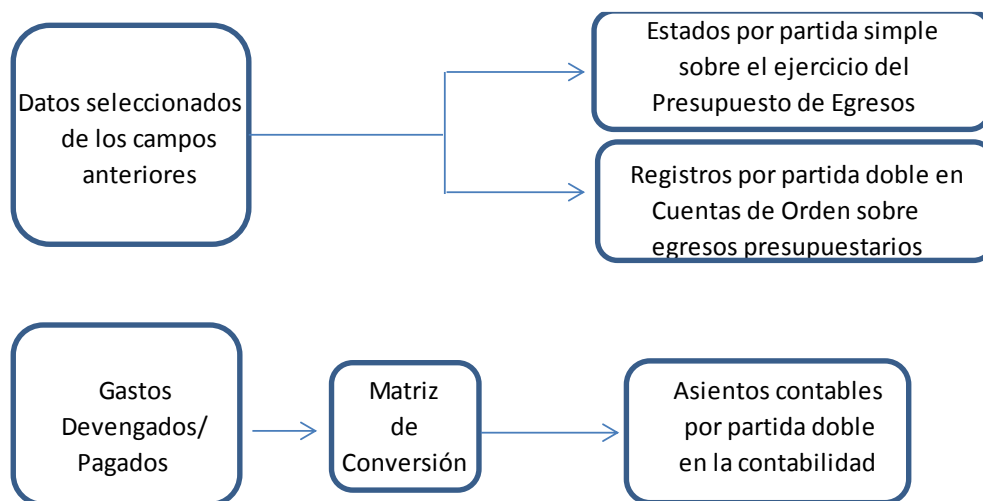 Datos seleccionados
de los campos
anteriores
Estados por partida simple
sobre el ejercicio del
Presupuesto de Egresos
Registros por partida doble en
Cuentas de Orden sobre
egresos presupuestarios
Gastos
Devengados/
Pagados
Matriz
de
Conversión
Asientos contables
por partida doble
en la contabilidad